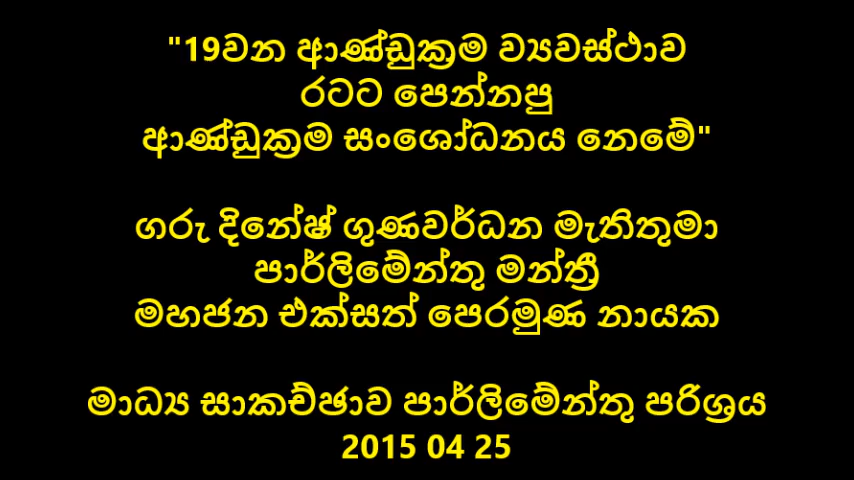 "19වන ආණ්ඩුක්‍රම ව්‍යවස්ථාව
රටට පෙන්නපු
ආණ්ඩුක්‍රම සංශෝධනය නෙමේ"
ගරු දිනේෂ් ගුණවර්ධන මැතිතුමා
පාර්ලිමේන්තු මන්ත්‍රී
මහජන එක්සත් පෙරමුණ නායක
මාධ්‍ය සාකච්ඡාව පාර්ලිමේන්තු පරිශ්‍රය
2015 04 25